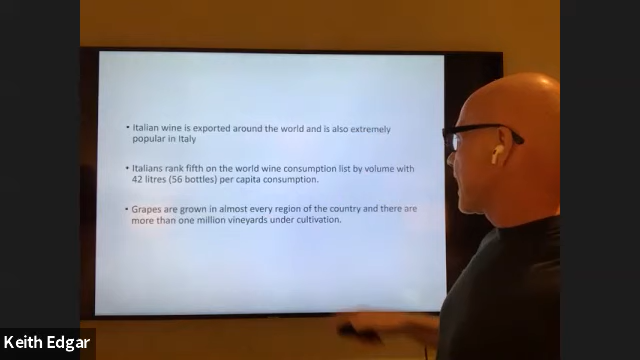 • Italian wine is exported around the world and is also extremely
popular in Italy
• Italians rank fifth on the world wine consumption list by volume with
42 litres (56 bottles) per capita consumption.
• Grapes are grown in almost every region of the country and there are
more than one million vineyards under cultivation.
Keith Edgar